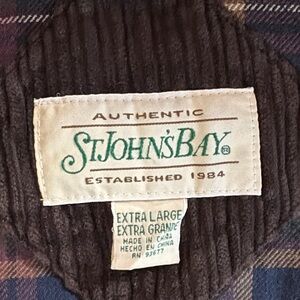 AUTHENTIC
ST.JOHN'S BAY®
ESTABLISHED 1984
EXTRA LARGE
EXTRA GRANDE
MADE IN CHINA
HECHO EN CHINA
RN 93677